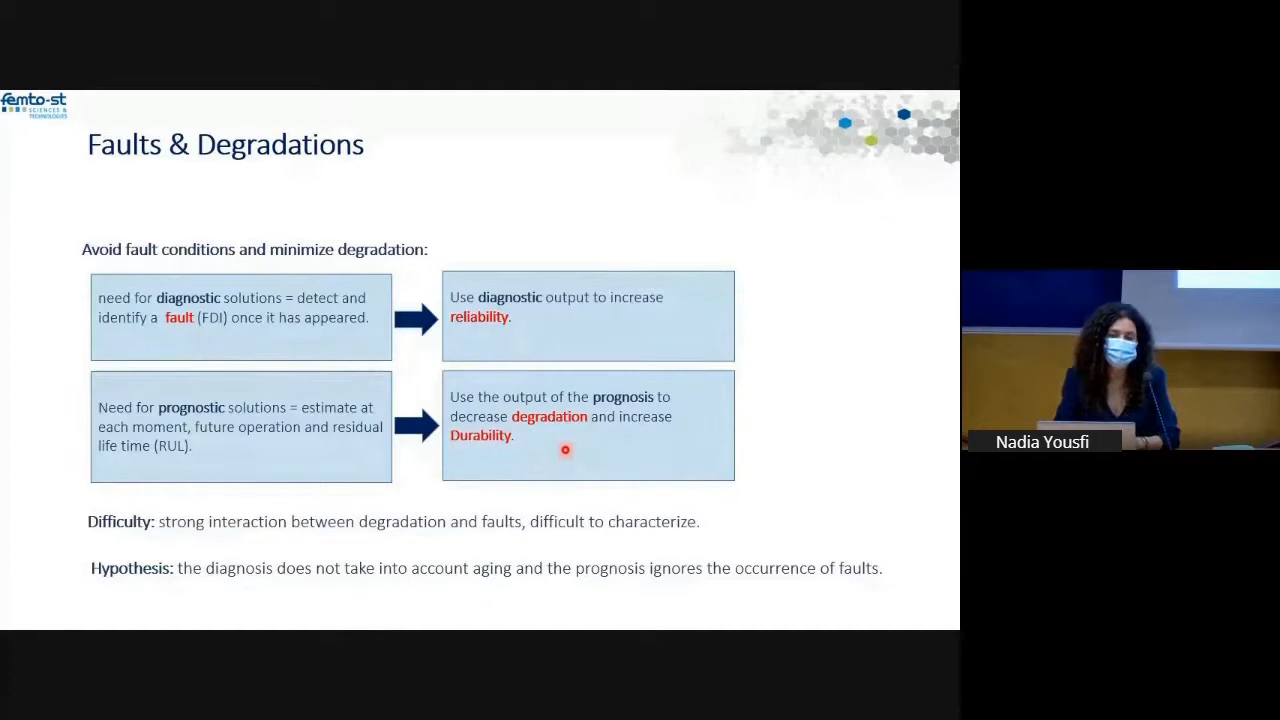 femto-st
SCIENCES &
TECHNOLOGIES
Faults & Degradations
Avoid fault conditions and minimize degradation:
need for diagnostic solutions = detect and
identify a fault (FDI) once it has appeared.
Use diagnostic output to increase
reliability.
Need for prognostic solutions = estimate at
each moment, future operation and residual
life time (RUL).
Use the output of the prognosis to
decrease degradation and increase
Durability.
Difficulty: strong interaction between degradation and faults, difficult to characterize.
Hypothesis: the diagnosis does not take into account aging and the prognosis ignores the occurrence of faults.
Nadia Yousfi